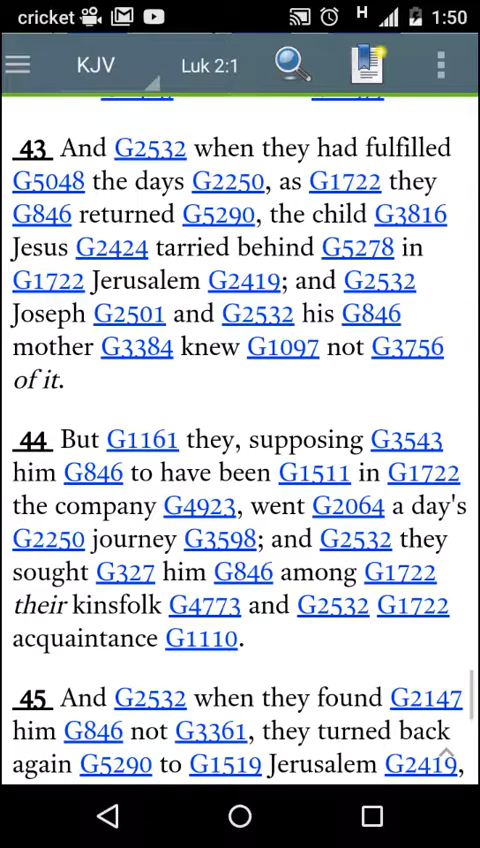 cricket H 1:50
KJV Luk 2:1
43 And G2532 when they had fulfilled
G5048 the days G2250, as G1722 they
G846 returned G5290, the child G3816
Jesus G2424 tarried behind G5278 in
G1722 Jerusalem G2419; and G2532
Joseph G2501 and G2532 his G846
mother G3384 knew G1097 not G3756
of it.
44 But G1161 they, supposing G3543
him G846 to have been G1511 in G1722
the company G4923, went G2064 a day's
G2250 journey G3598; and G2532 they
sought G327 him G846 among G1722
their kinsfolk G4773 and G2532 G1722
acquaintance G1110.
45 And G2532 when they found G2147
him G846 not G3361, they turned back
again G5290 to G1519 Jerusalem G2419,